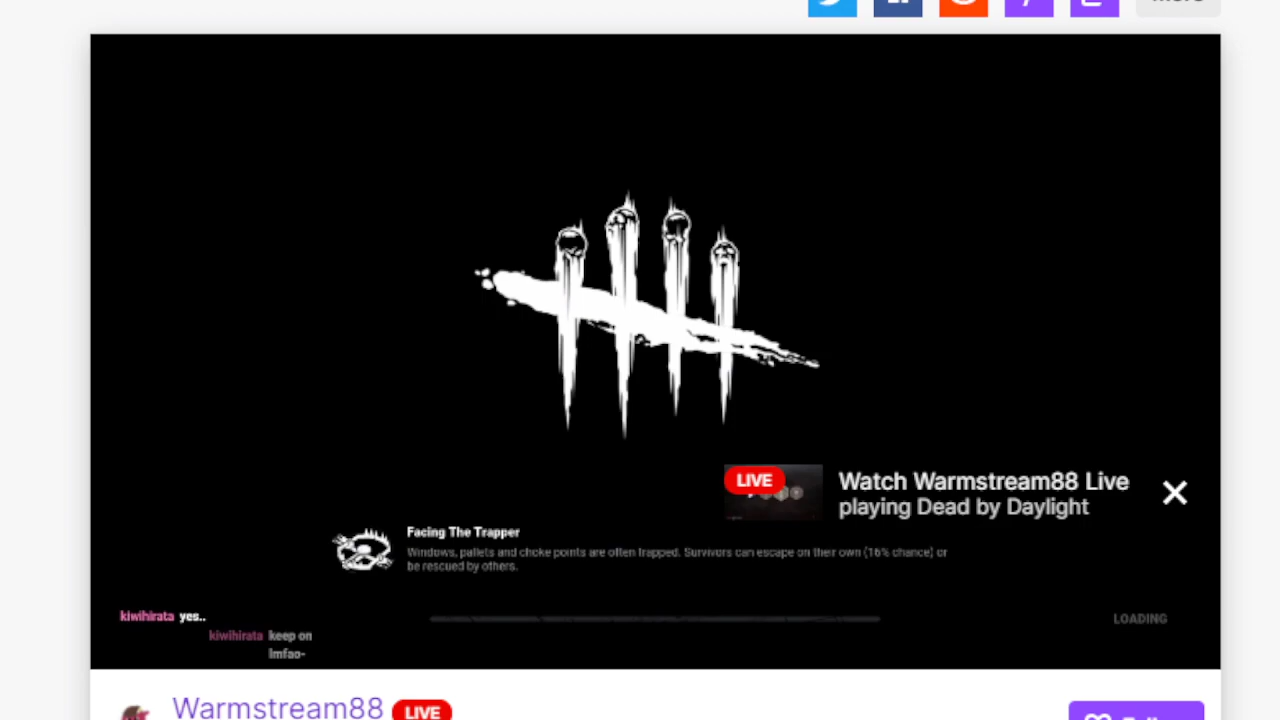 More
LIVE
Watch Warmstream88 Live
playing Dead by Daylight
Facing The Trapper
Windows, pallets and choke points are often trapped. Survivors can escape on their own (16% chance) or
be rescued by others.
kiwihirata yes..
LOADING
kiwihirata keep on
lmfao-
Warmstream88 LIVE